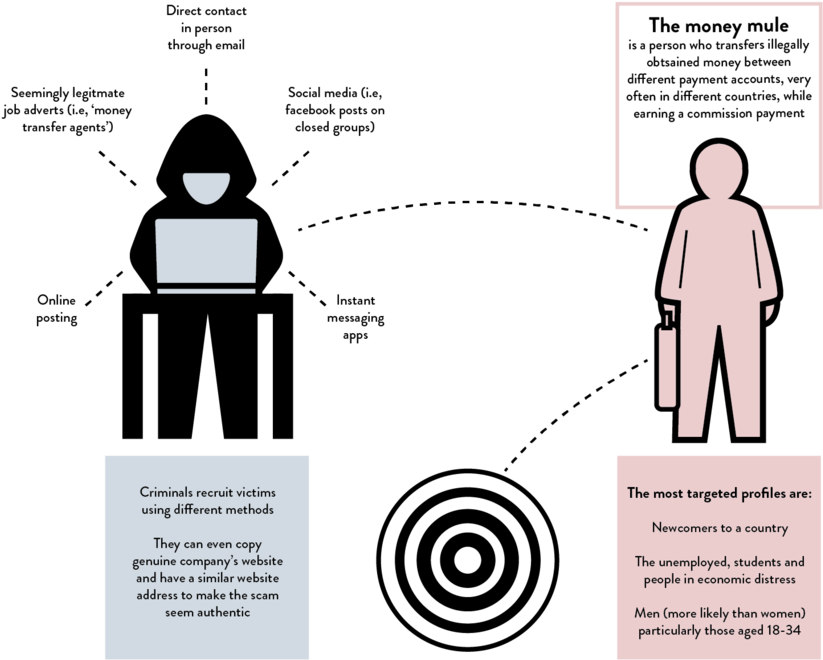 Direct contact
in person
through email
Seemingly legitmate
job adverts (i.e, ‘money
transfer agents’)
Social media (i.e,
facebook posts on
closed groups)
Online
posting
Instant
messaging
apps
The money mule
is a person who transfers illegally
obtsained money between
different payment accounts, very
often in different countries, while
earning a commission payment
Criminals recruit victims
using different methods
They can even copy
genuine company’s website
and have a similar website
address to make the scam
seem authentic
The most targeted profiles are:
Newcomers to a country
The unemployed, students and
people in economic distress
Men (more likely than women)
particularly those aged 18-34